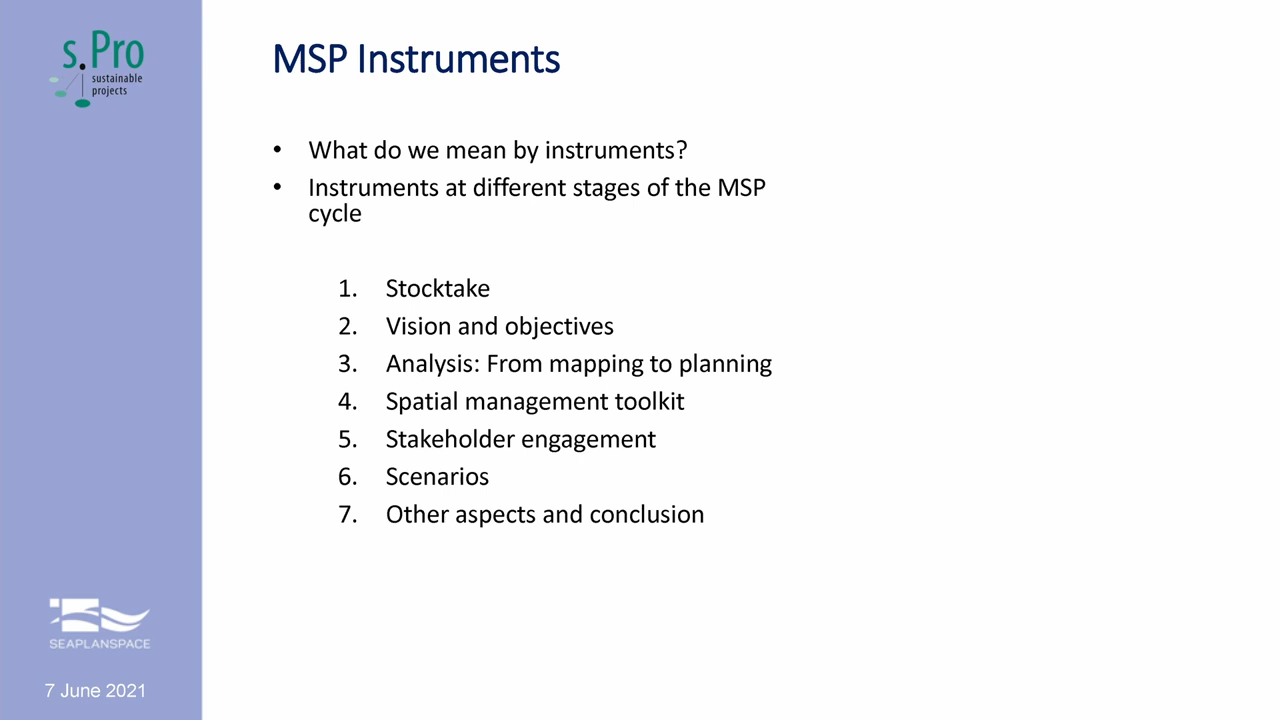 s.Pro
sustainable
projects
MSP Instruments
• What do we mean by instruments?
• Instruments at different stages of the MSP
cycle
1. Stocktake
2. Vision and objectives
3. Analysis: From mapping to planning
4. Spatial management toolkit
5. Stakeholder engagement
6. Scenarios
7. Other aspects and conclusion
SEAPLANSPACE
7 June 2021